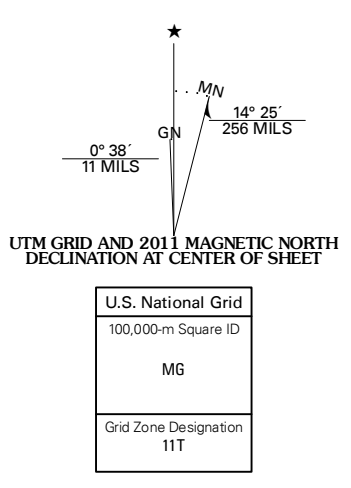 ★
MN
14° 25´
256 MILS
GN
0° 38´
11 MILS
UTM GRID AND 2011 MAGNETIC NORTH
DECLINATION AT CENTER OF SHEET
U.S. National Grid
100,000-m Square ID
MG
Grid Zone Designation
11T